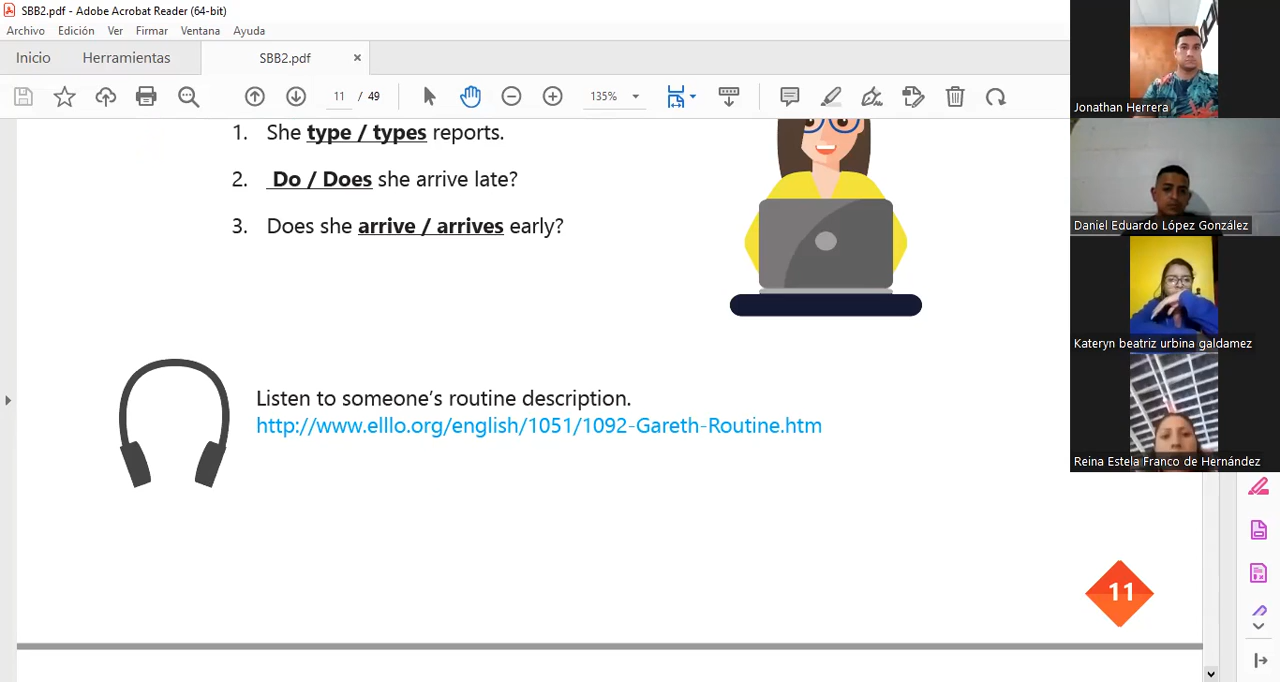 SBB2.pdf - Adobe Acrobat Reader (64-bit)
Archivo Edición Ver Firmar Ventana Ayuda
Inicio Herramientas SBB2.pdf ×
11 / 49 135%
1. She type / types reports.
2. Do / Does she arrive late?
3. Does she arrive / arrives early?
Listen to someone's routine description.
http://www.elllo.org/english/1051/1092-Gareth-Routine.htm
11
Jonathan Herrera
Daniel Eduardo López González
Kateryn beatriz urbina galdamez
Reina Estela Franco de Hernández